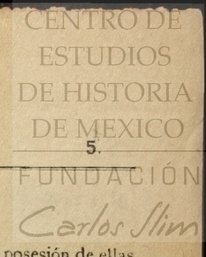 CENTRO DE
ESTUDIOS
DE HISTORIA
DE MEXICO
5.
FUNDACIÓN
Carlos Slim
posesión de ellas